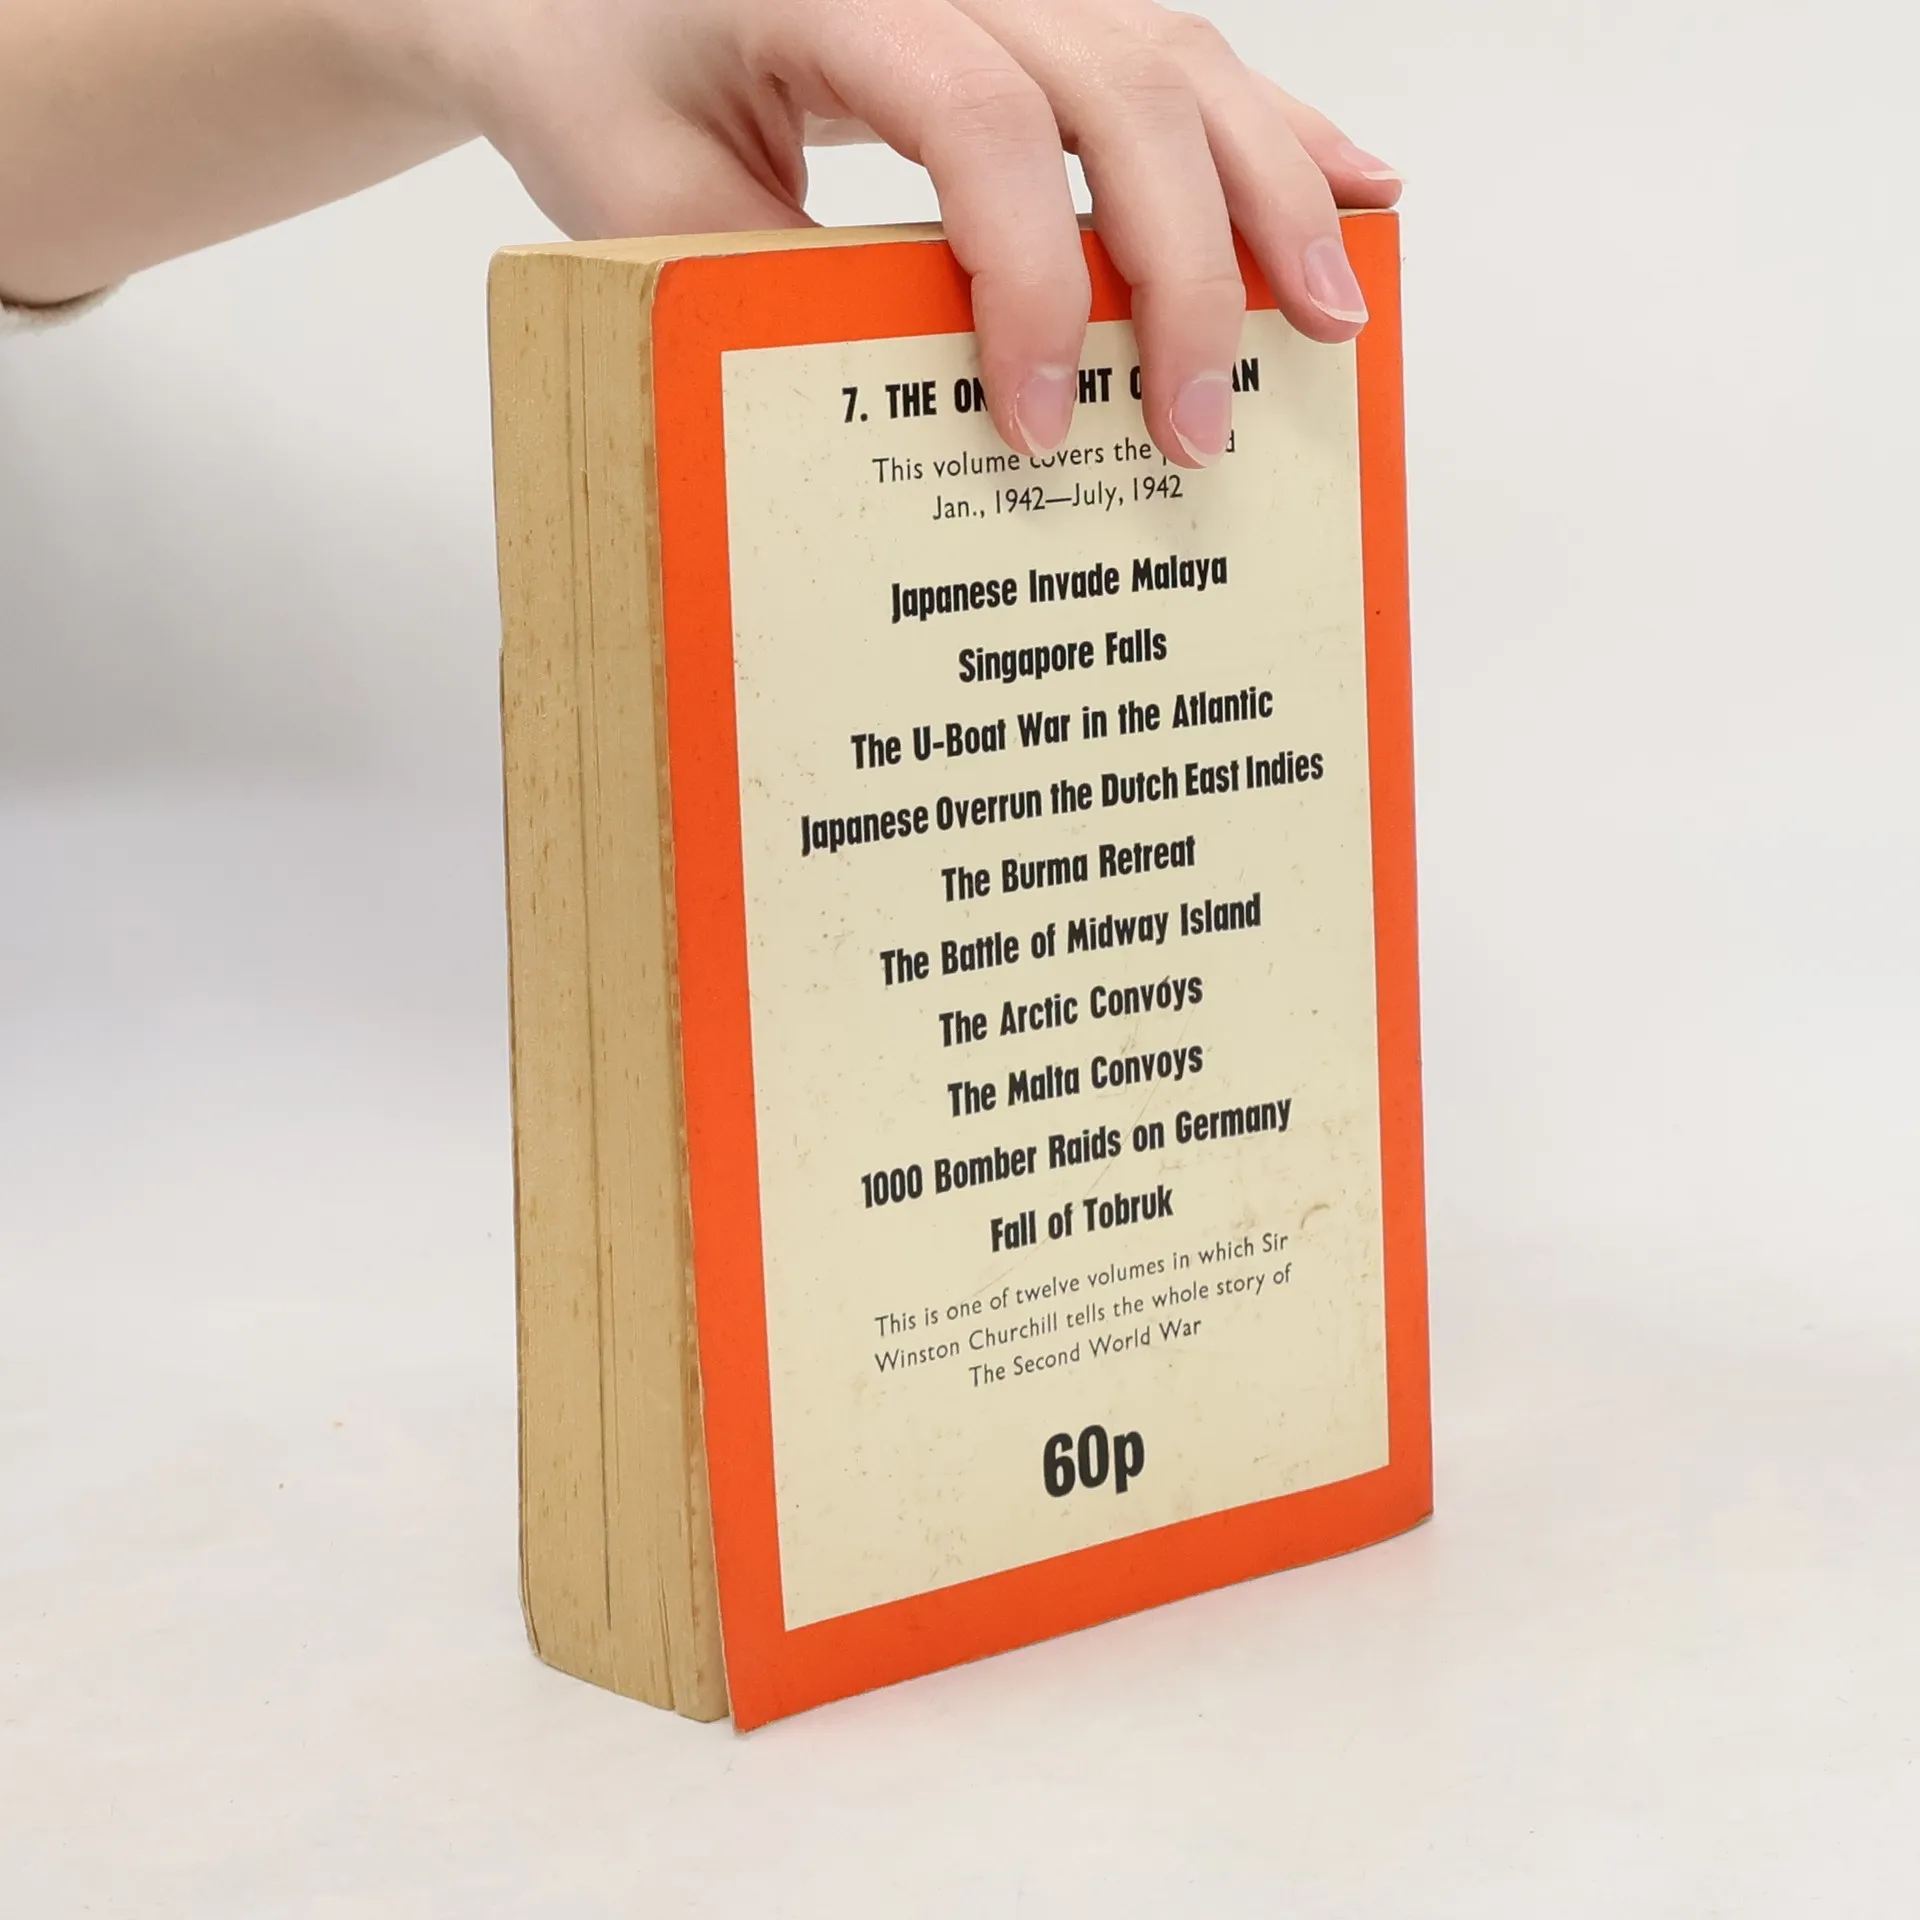 7. THE
This volume covers the
Jan., 1942—July, 1942
Japanese Invade Malaya
Singapore Falls
The U-Boat War in the Atlantic
Japanese Overrun the Dutch East Indies
The Burma Retreat
The Battle of Midway Island
The Arctic Convoys
The Malta Convoys
1000 Bomber Raids on Germany
Fall of Tobruk
This is one of twelve volumes in which Sir
Winston Churchill tells the whole story of
The Second World War
60p